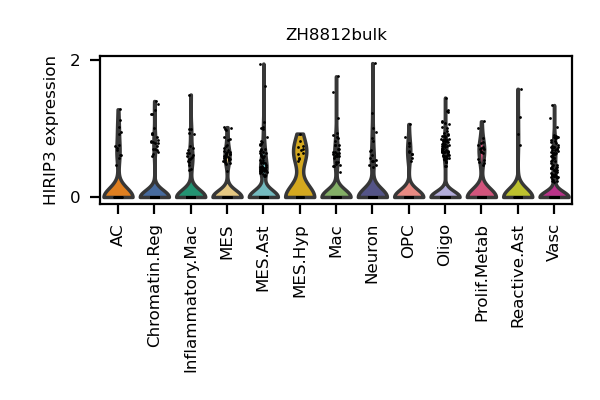 ZH8812bulk
HIRIP3 expression
2
0
AC
Chromatin.Reg
Inflammatory.Mac
MES
MES.Ast
MES.Hyp
Mac
Neuron
OPC
Oligo
Prolif.Metab
Reactive.Ast
Vasc